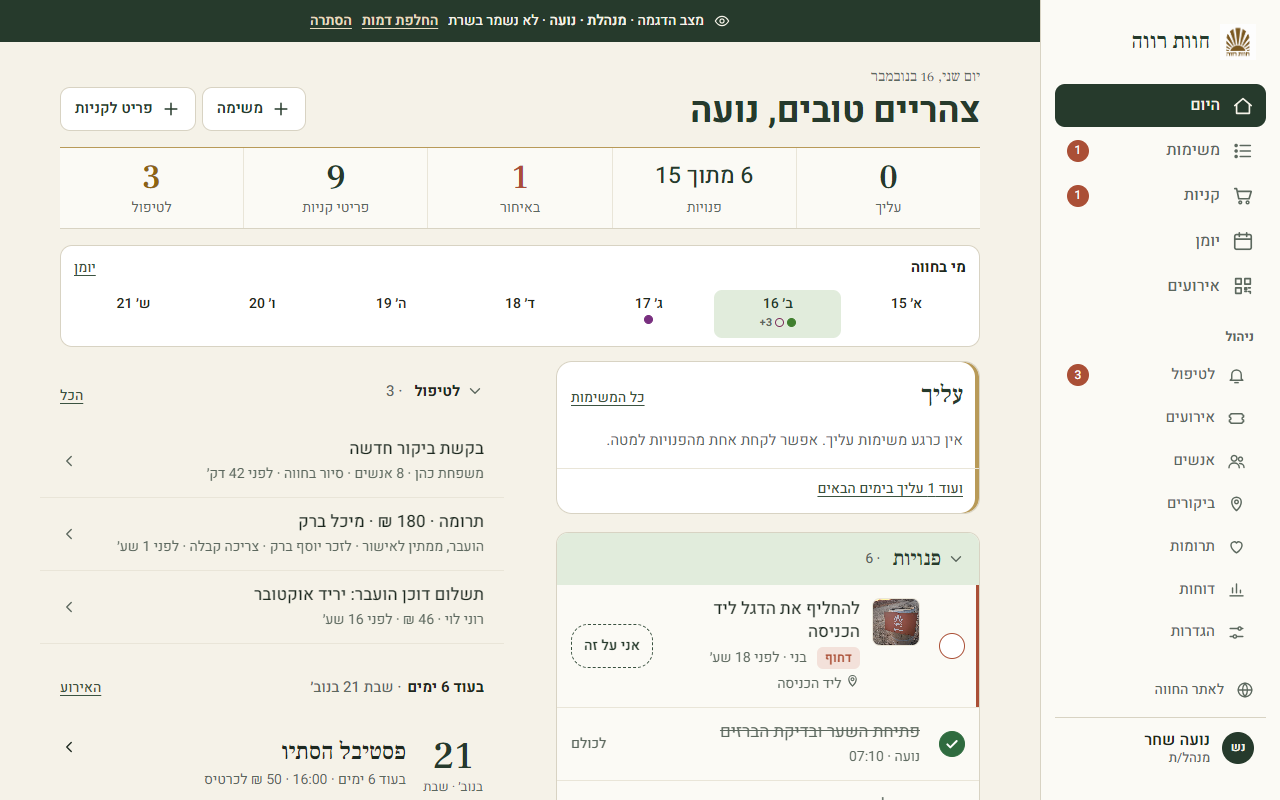 מצב הדגמה · מנהלת · נועה · לא נשמר בשרת החלפת דמות הסתרה
חוות רווה
היום
משימות 1
קניות 1
יומן
אירועים
ניהול
לטיפול 3
אירועים
אנשים
ביקורים
תרומות
דוחות
הגדרות
לאתר החווה
נש
נועה שחר
מנהל/ת
יום שני, 16 בנובמבר
צהריים טובים, נועה
משימה
פריט לקניות
0
עליך
6 מתוך 15
פנויות
1
באיחור
9
פריטי קניות
3
לטיפול
מי בחווה
יומן
א׳ 15
ב׳ 16
+3
ג׳ 17
ד׳ 18
ה׳ 19
ו׳ 20
ש׳ 21
עליך
כל המשימות
אין כרגע משימות עליך. אפשר לקחת אחת מהפנויות למטה.
ועוד 1 עליך בימים הבאים
פנויות · 6
להחליף את הדגל ליד
הכניסה
דחוף בני · לפני 18 שע׳
ליד הכניסה
אני על זה
פתיחת השער ובדיקת הברזים
נועה · 07:10
לכולם
לטיפול · 3
הכל
בקשת ביקור חדשה
משפחת כהן · 8 אנשים · סיור בחווה · לפני 42 דק׳
תרומה · 180 ₪ · מיכל ברק
הועבר, ממתין לאישור · לזכר יוסף ברק · צריכה קבלה · לפני 1 שע׳
תשלום דוכן הועבר: יריד אוקטובר
רוני לוי · 46 ₪ · לפני 16 שע׳
בעוד 6 ימים · שבת 21 בנוב׳
האירוע
21
בנוב׳ · שבת
פסטיבל הסתיו
בעוד 6 ימים · 16:00 · 50 ₪ לכרטיס